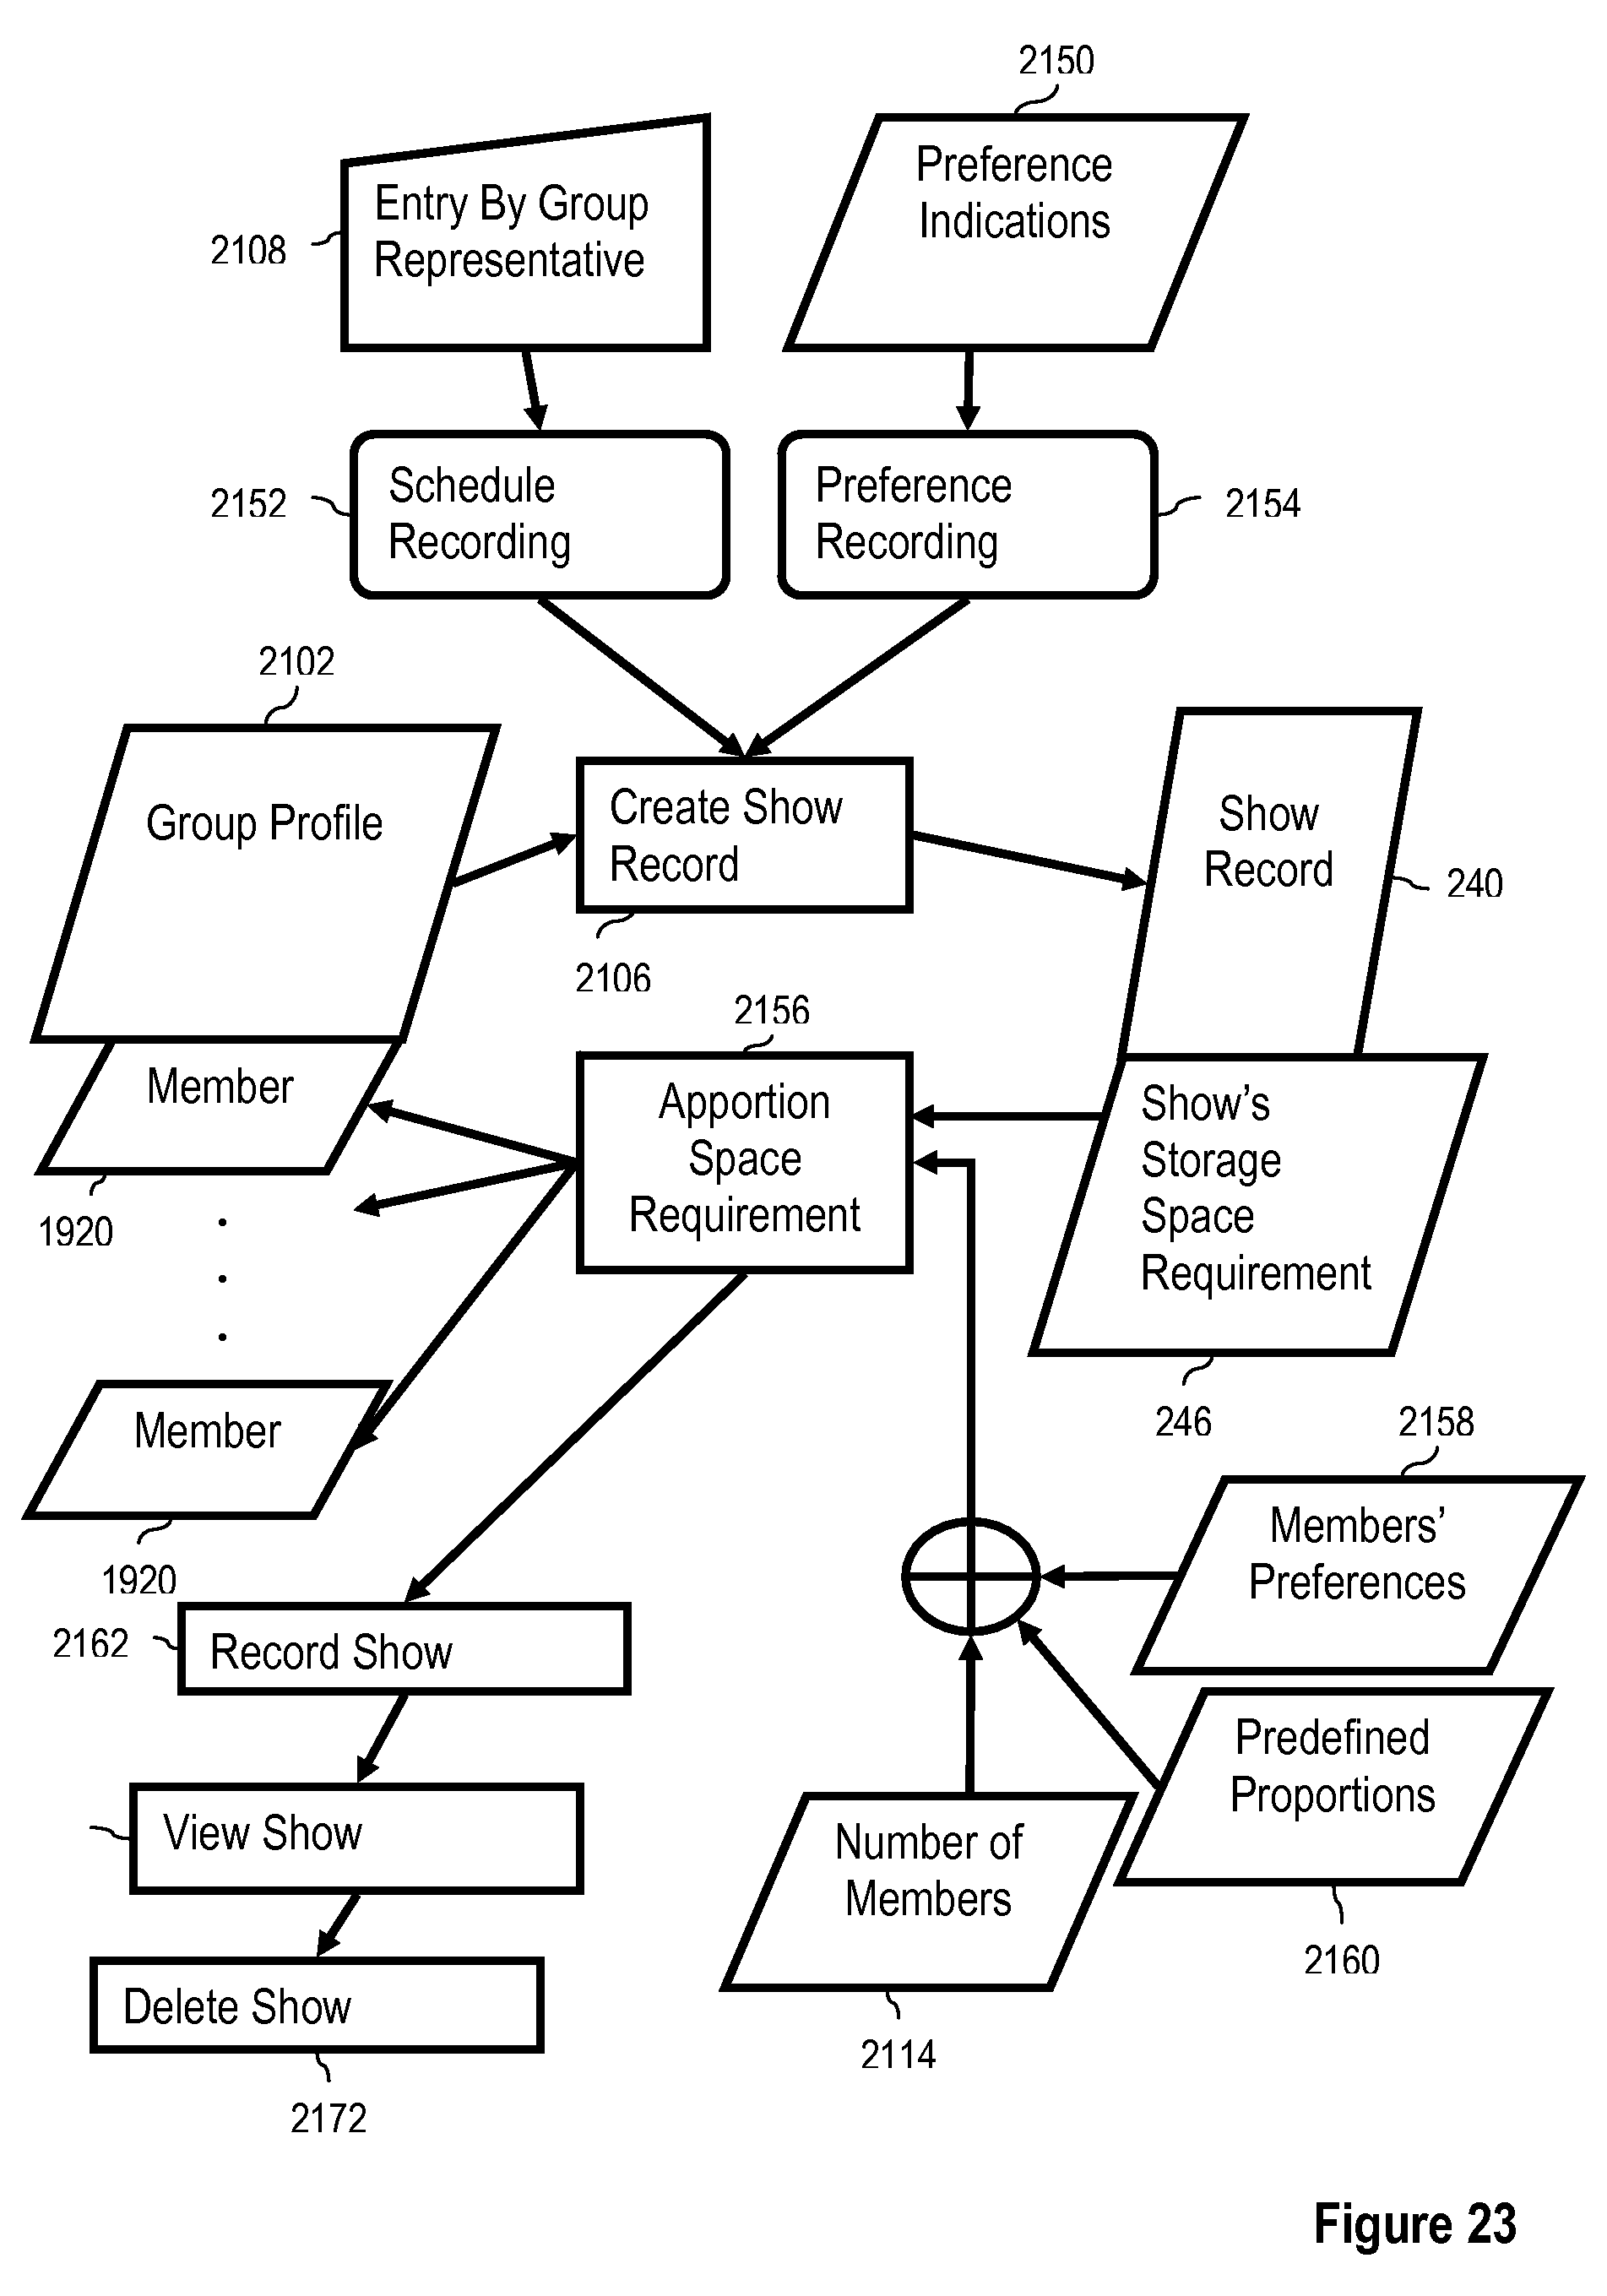 2150
Entry By Group
Representative
2108
Preference
Indications
Schedule
Recording
2152
Preference
Recording
2154
2102
Group Profile
Create Show
Record
2106
Show
Record
240
2156
Member
1920
.
.
.
Apportion
Space
Requirement
Show’s
Storage
Space
Requirement
246
Member
1920
2158
Members’
Preferences
2162
Record Show
Predefined
Proportions
2160
View Show
Number of
Members
2114
Delete Show
2172
Figure 23